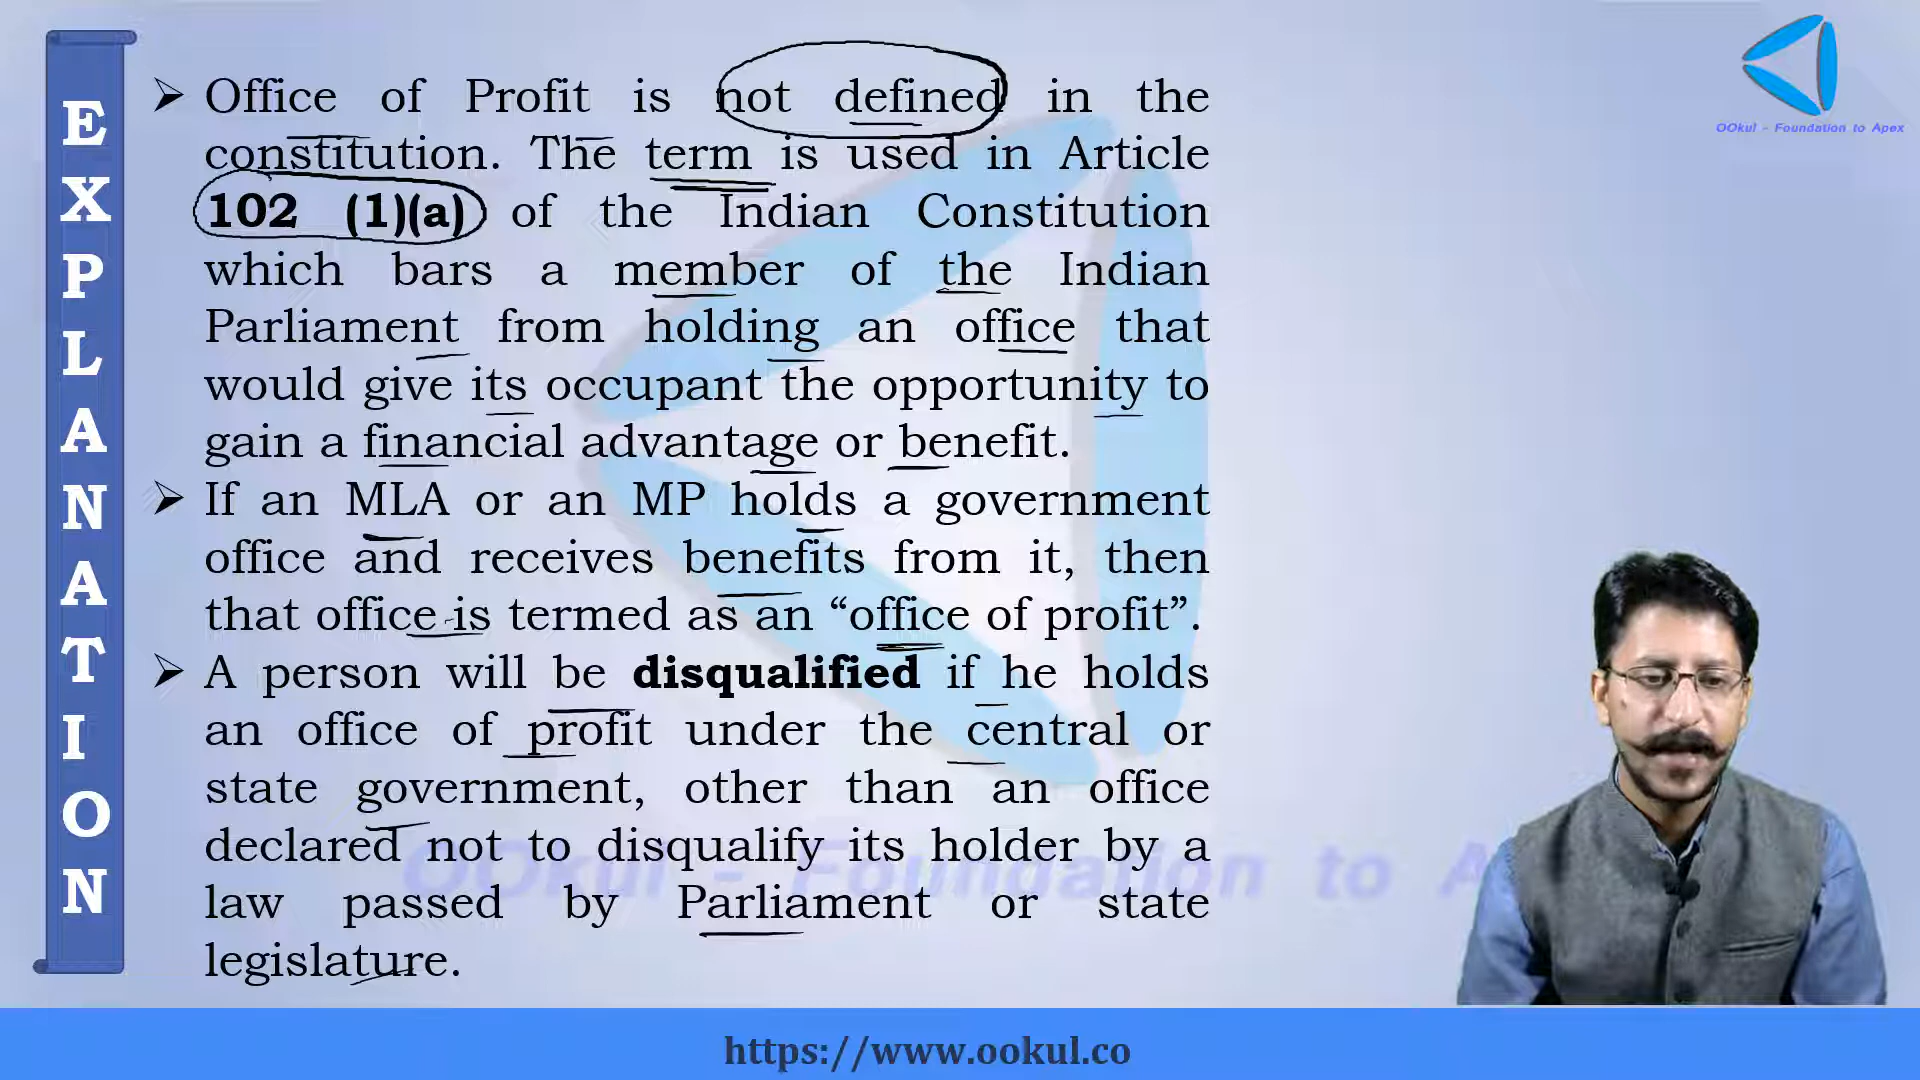 EXPLANATION
➢ Office of Profit is not defined in the
constitution. The term is used in Article
102 (1)(a) of the Indian Constitution
which bars a member of the Indian
Parliament from holding an office that
would give its occupant the opportunity to
gain a financial advantage or benefit.
➢ If an MLA or an MP holds a government
office and receives benefits from it, then
that office is termed as an “office of profit”.
➢ A person will be disqualified if he holds
an office of profit under the central or
state government, other than an office
declared not to disqualify its holder by a
law passed by Parliament or state
legislature.
OOkul - Foundation to Apex
OOkul - Foundation to A
https://www.ookul.co